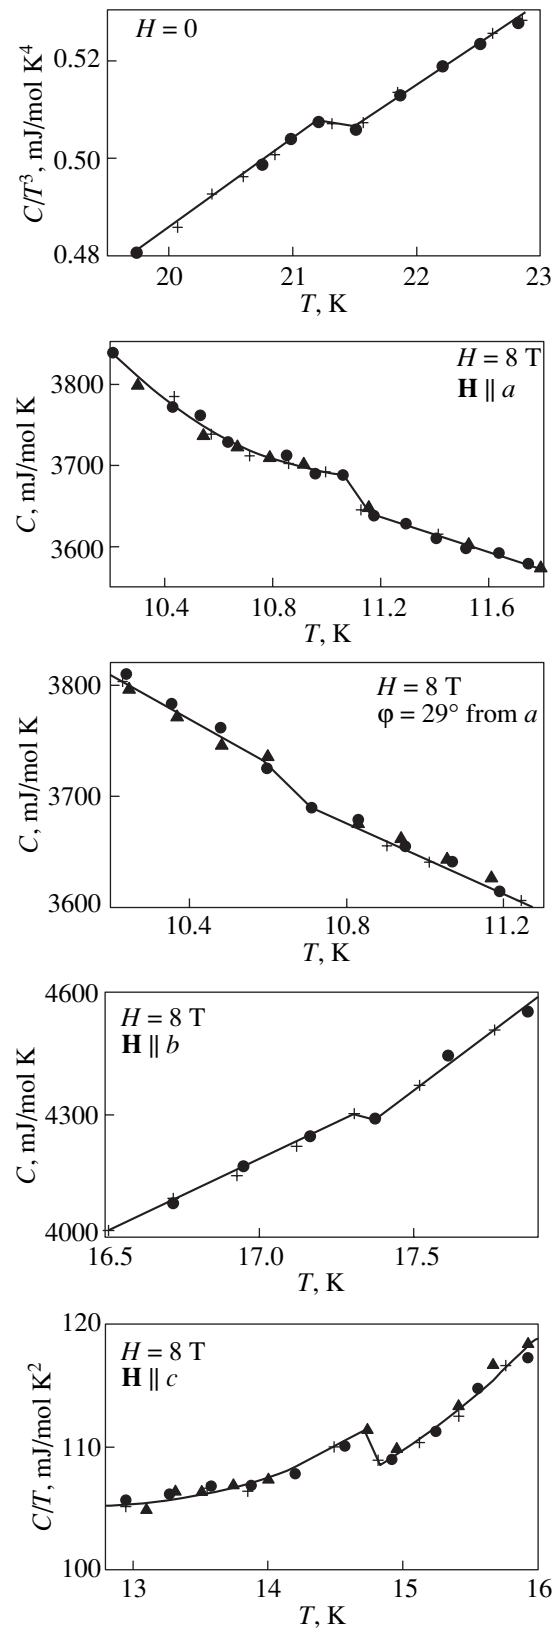 H = 0
0.52
0.50
0.48
C/T³, mJ/mol K⁴
20 21 22 23
T, K
H = 8 T
H || a
3800
3700
3600
C, mJ/mol K
10.4 10.8 11.2 11.6
T, K
H = 8 T
φ = 29° from a
3800
3700
3600
C, mJ/mol K
10.4 10.8 11.2
T, K
4600
H = 8 T
H || b
4300
4000
C, mJ/mol K
16.5 17.0 17.5
T, K
120
H = 8 T
H || c
110
100
C/T, mJ/mol K²
13 14 15 16
T, K